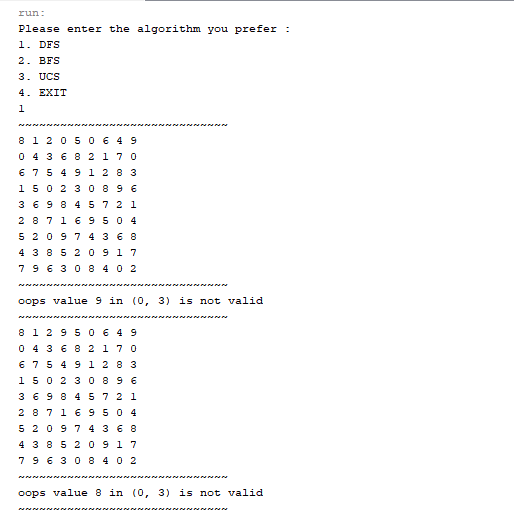 run:
Please enter the algorithm you prefer :
1. DFS
2. BFS
3. UCS
4. EXIT
1
~~~~~~~~~~~~~~~~~~~~~~~~~~~~~~
8 1 2 0 5 0 6 4 9
0 4 3 6 8 2 1 7 0
6 7 5 4 9 1 2 8 3
1 5 0 2 3 0 8 9 6
3 6 9 8 4 5 7 2 1
2 8 7 1 6 9 5 0 4
5 2 0 9 7 4 3 6 8
4 3 8 5 2 0 9 1 7
7 9 6 3 0 8 4 0 2
~~~~~~~~~~~~~~~~~~~~~~~~~~~~~~
oops value 9 in (0, 3) is not valid
~~~~~~~~~~~~~~~~~~~~~~~~~~~~~~
8 1 2 9 5 0 6 4 9
0 4 3 6 8 2 1 7 0
6 7 5 4 9 1 2 8 3
1 5 0 2 3 0 8 9 6
3 6 9 8 4 5 7 2 1
2 8 7 1 6 9 5 0 4
5 2 0 9 7 4 3 6 8
4 3 8 5 2 0 9 1 7
7 9 6 3 0 8 4 0 2
~~~~~~~~~~~~~~~~~~~~~~~~~~~~~~
oops value 8 in (0, 3) is not valid
~~~~~~~~~~~~~~~~~~~~~~~~~~~~~~